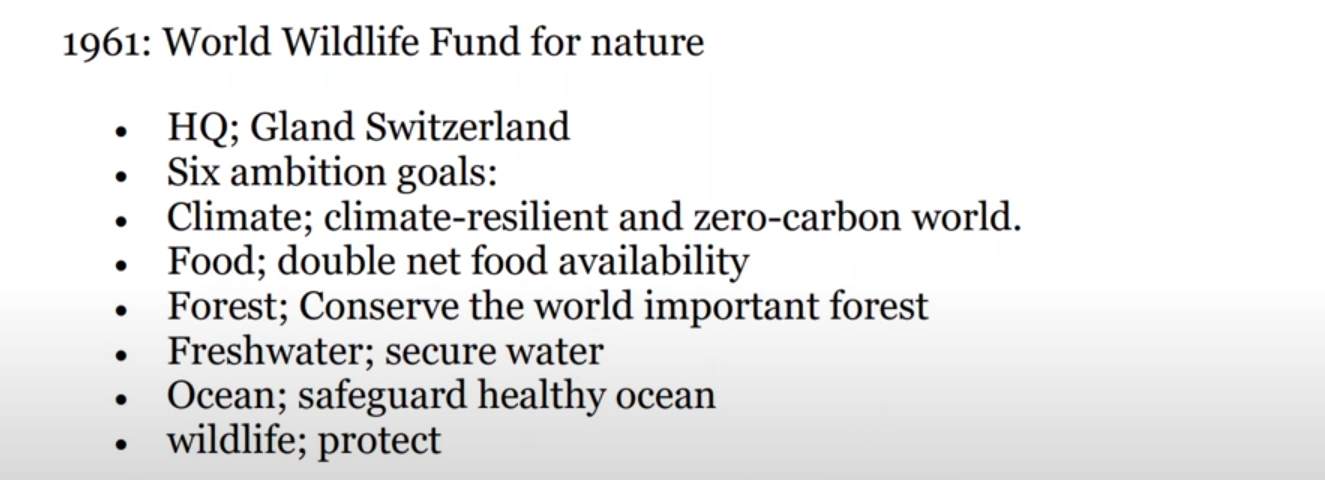 1961: World Wildlife Fund for nature
• HQ; Gland Switzerland
• Six ambition goals:
• Climate; climate-resilient and zero-carbon world.
• Food; double net food availability
• Forest; Conserve the world important forest
• Freshwater; secure water
• Ocean; safeguard healthy ocean
• wildlife; protect